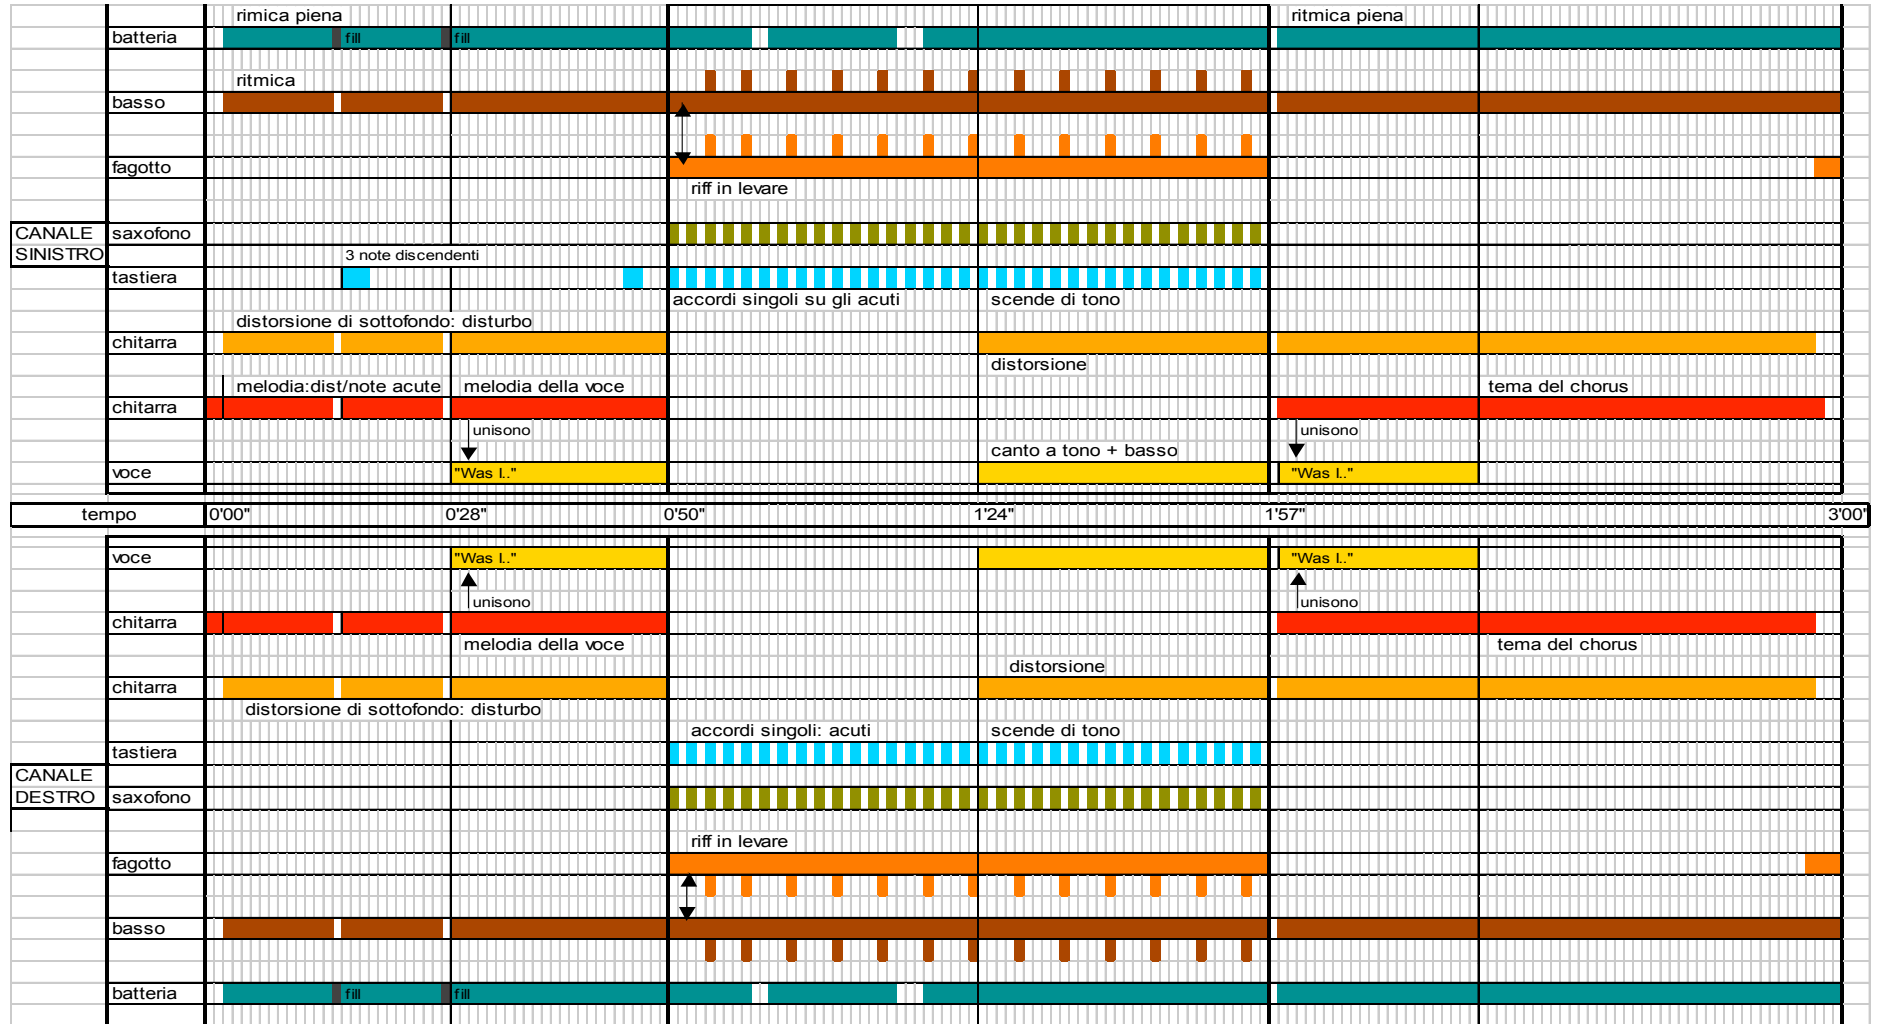 rimica piena
ritmica piena
batteria
fill
fill
ritmica
basso
fagotto
riff in levare
CANALE
SINISTRO
saxofono
3 note discendenti
tastiera
accordi singoli su gli acuti
scende di tono
distorsione di sottofondo: disturbo
chitarra
distorsione
melodia:dist/note acute
melodia della voce
tema del chorus
chitarra
unisono
unisono
canto a tono + basso
voce
"Was I.."
"Was I.."
tempo
0'00"
0'28"
0'50"
1'24"
1'57"
3'00"
voce
"Was I.."
"Was I.."
unisono
unisono
chitarra
melodia della voce
tema del chorus
distorsione
chitarra
distorsione di sottofondo: disturbo
accordi singoli: acuti
scende di tono
tastiera
CANALE
DESTRO
saxofono
riff in levare
fagotto
basso
batteria
fill
fill